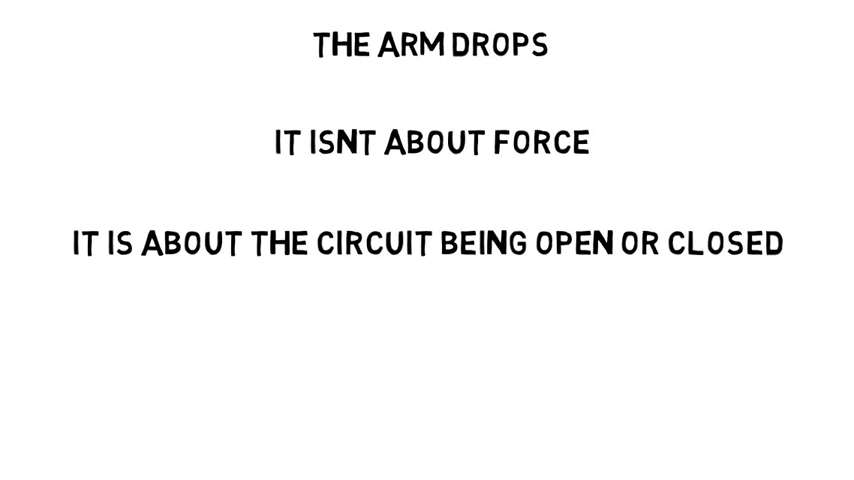 THE ARM DROPS
IT ISNT ABOUT FORCE
IT IS ABOUT THE CIRCUIT BEING OPEN OR CLOSED